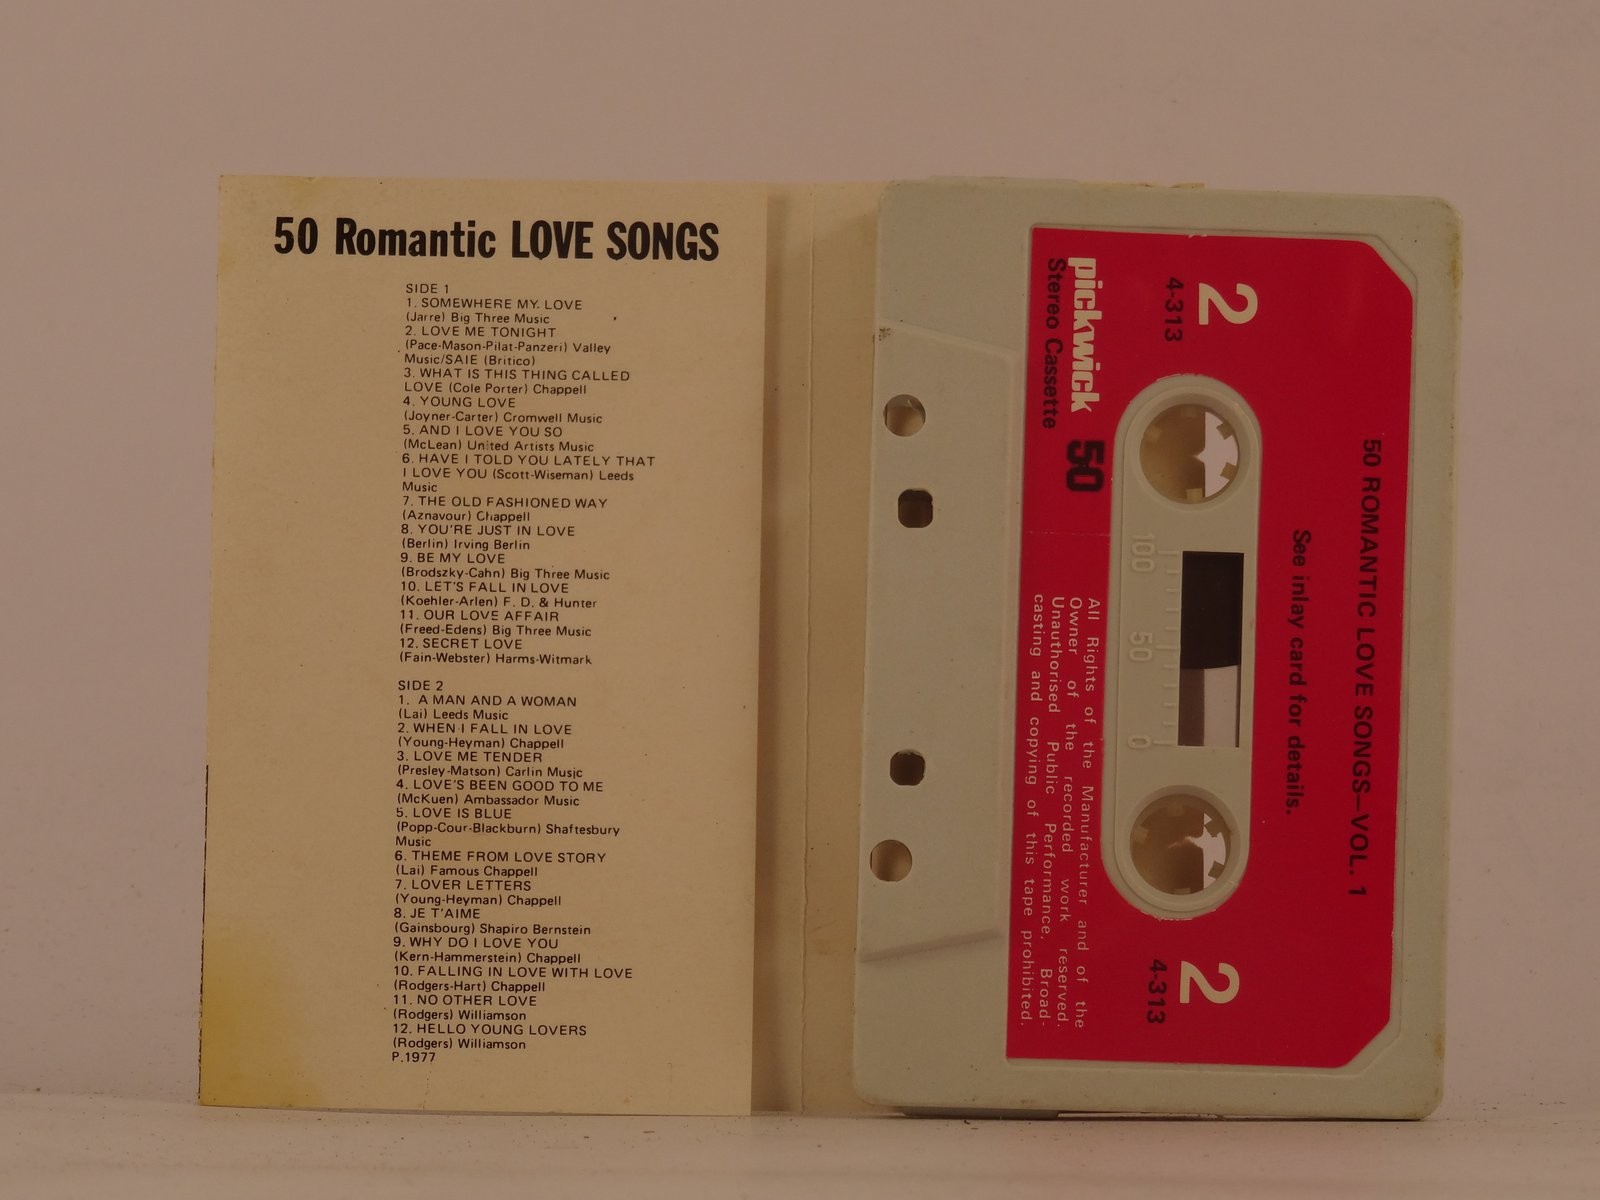 50 Romantic LOVE SONGS
SIDE 1
1. SOMEWHERE MY. LOVE
(Jarre) Big Three Music
2. LOVE ME TONIGHT
(Pace-Mason-Pilat-Panzeri) Valley
Music/SAIE (Britico)
3. WHAT IS THIS THING CALLED
LOVE (Cole Porter) Chappell
4. YOUNG LOVE
(Joyner-Carter) Cromwell Music
5. AND I LOVE YOU SO
(McLean) United Artists Music
6. HAVE I TOLD YOU LATELY THAT
I LOVE YOU (Scott-Wiseman) Leeds
Music
7. THE OLD FASHIONED WAY
(Aznavour) Chappell
8. YOU'RE JUST IN LOVE
(Berlin) Irving Berlin
9. BE MY LOVE
(Brodszky-Cahn) Big Three Music
10. LET'S FALL IN LOVE
(Koehler-Arlen) F. D. & Hunter
11. OUR LOVE AFFAIR
(Freed-Edens) Big Three Music
12. SECRET LOVE
(Fain-Webster) Harms-Witmark
SIDE 2
1. A MAN AND A WOMAN
(Lai) Leeds Music
2. WHEN I FALL IN LOVE
(Young-Heyman) Chappell
3. LOVE ME TENDER
(Presley-Matson) Carlin Music
4. LOVE'S BEEN GOOD TO ME
(McKuen) Ambassador Music
5. LOVE IS BLUE
(Popp-Cour-Blackburn) Shaftesbury
Music
6. THEME FROM LOVE STORY
(Lai) Famous Chappell
7. LOVER LETTERS
(Young-Heyman) Chappell
8. JE T'AIME
(Gainsbourg) Shapiro Bernstein
9. WHY DO I LOVE YOU
(Kern-Hammerstein) Chappell
10. FALLING IN LOVE WITH LOVE
(Rodgers-Hart) Chappell
11. NO OTHER LOVE
(Rodgers) Williamson
12. HELLO YOUNG LOVERS
(Rodgers) Williamson
P.1977
50 ROMANTIC LOVE SONGS—VOL. 1
See inlay card for details.
2
4-313
2
4-313
100 50 0
pickwick 50
Stereo Cassette
All Rights of the Manufacturer and of the
Owner of the recorded work reserved.
Unauthorised Public Performance, Broad-
casting and copying of this tape prohibited.